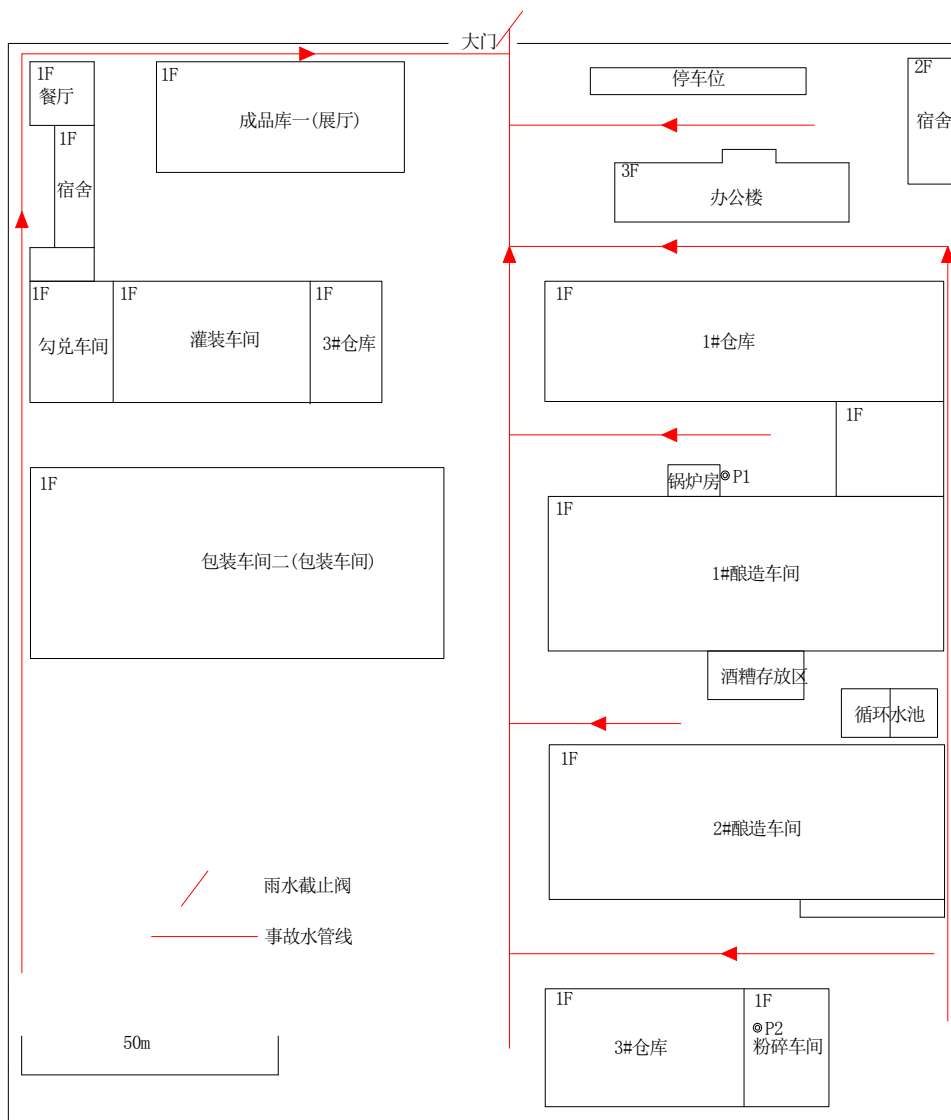 大门
1F
餐厅
1F
成品库一(展厅)
停车位
2F
宿舍
1F
宿舍
3F
办公楼
1F
勾兑车间
1F
灌装车间
1F
3#仓库
1F
1#仓库
1F
锅炉房
P1
1F
包装车间二(包装车间)
1F
1#酿造车间
酒糟存放区
循环水池
1F
2#酿造车间
雨水截止阀
事故水管线
50m
1F
3#仓库
1F
P2
粉碎车间